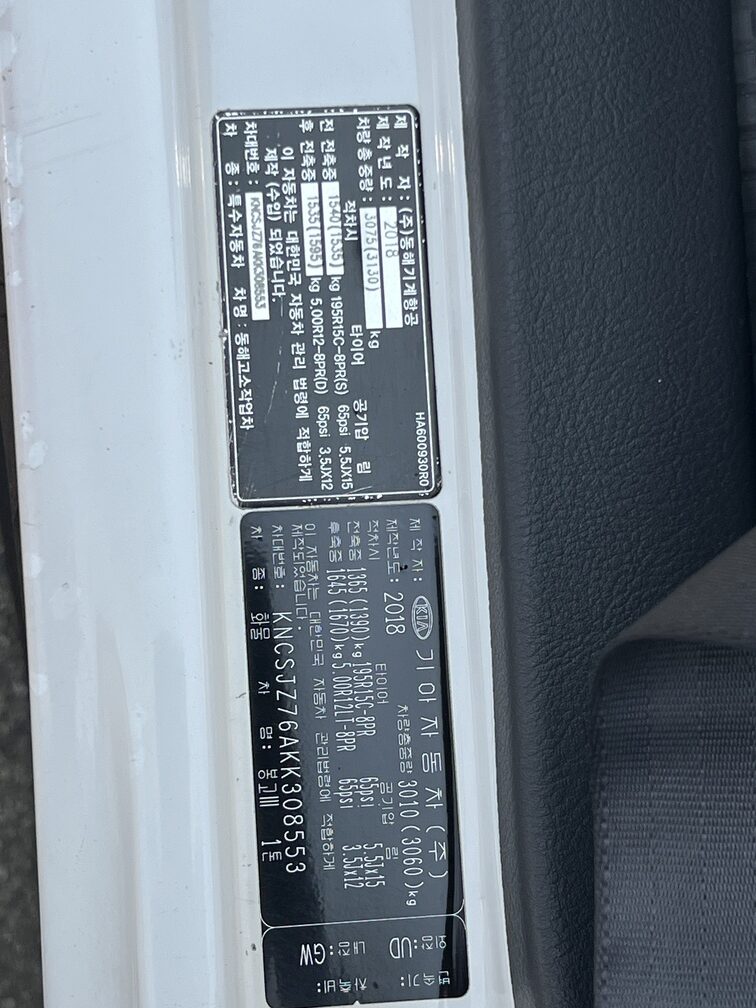 HA600930R0
제 작 자 : (주)동해기계항공
제 작 년 도 : 2018
차량 총 중량 : 3075(3130) kg
적차시 타이어 공기압 림
전 전축중 1540(1535) kg 195R15C-8PR(S) 65psi 5.5JX15
후 전축중 1535(1595) kg 5.00R12-8PR(D) 65psi 3.5JX12
이 자동차는 대한민국 자동차 관리 법령에 적합하게
제작 (수입) 되었습니다.
차대번호 : KNCSJZ76AKK308553
차 종 : 특수자동차 차명 : 동해고소작업차
제 작 자 : KIA 기 아 자 동 차 (주)
제작년도 : 2018 차량총중량 3010 (3060) kg
적차시 타이어 공기압 림
전축중 1365 (1390)kg 195R15C-8PR 65psi 5.5Jx15
후축중 1645 (1670)kg 5.00R12LT-8PR 65psi 3.5Jx12
이 자동차는 대한민국 자동차 관리법령에 적합하게
제작되었습니다.
차대번호 : KNCSJZ76AKK308553
차 종 : 화물 차 명 : 봉고III 1톤
외장 : UD 변속기 :
내장 : GW 차축비 :